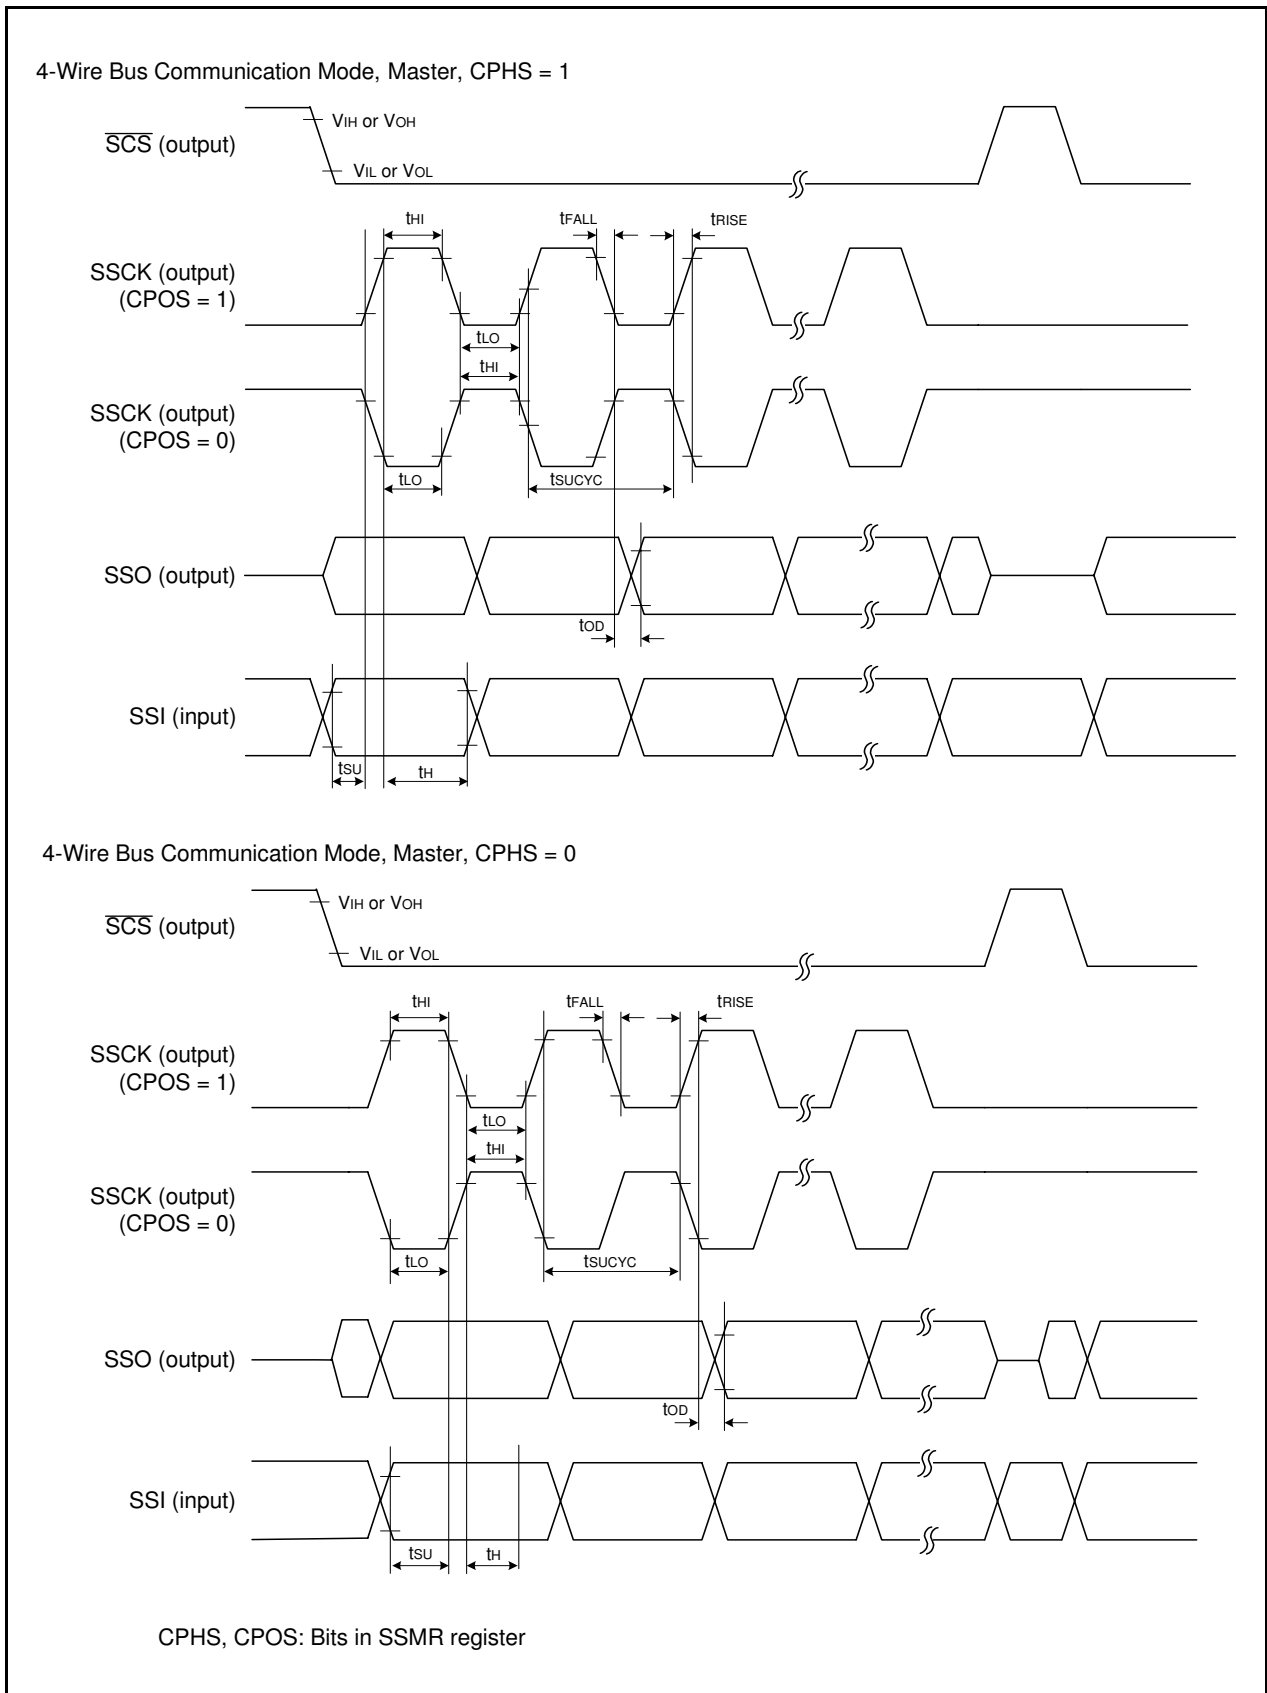 4-Wire Bus Communication Mode, Master, CPHS = 1
VIH or VOH
SCS (output)
VIL or VOL
tHI
tFALL
tRISE
SSCK (output)
(CPOS = 1)
tLO
tHI
SSCK (output)
(CPOS = 0)
tLO
tSUCYC
SSO (output)
tOD
SSI (input)
tSU
tH
4-Wire Bus Communication Mode, Master, CPHS = 0
VIH or VOH
SCS (output)
VIL or VOL
tHI
tFALL
tRISE
SSCK (output)
(CPOS = 1)
tLO
tHI
SSCK (output)
(CPOS = 0)
tLO
tSUCYC
SSO (output)
tOD
SSI (input)
tSU
tH
CPHS, CPOS: Bits in SSMR register